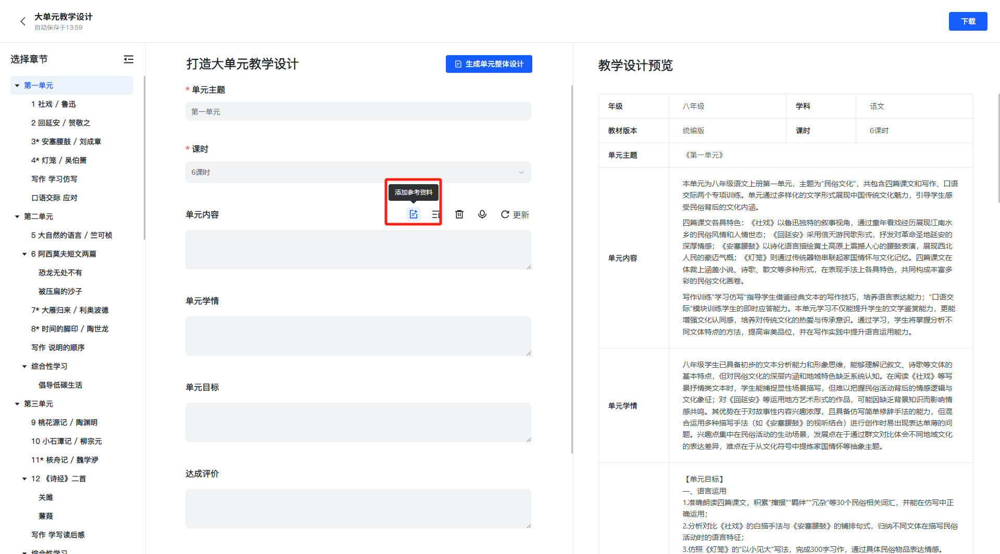 大单元教学设计
自动保存于13:59
下载
选择章节
第一单元
1 社戏 / 鲁迅
2 回延安 / 贺敬之
3* 安塞腰鼓 / 刘成章
4* 灯笼 / 吴伯箫
写作 学习仿写
口语交际 应对
第二单元
5 大自然的语言 / 竺可桢
6 阿西莫夫短文两篇
恐龙无处不有
被压扁的沙子
7* 大雁归来 / 利奥波德
8* 时间的脚印 / 陶世龙
写作 说明的顺序
综合性学习
倡导低碳生活
第三单元
9 桃花源记 / 陶渊明
10 小石潭记 / 柳宗元
11* 核舟记 / 魏学洢
12 《诗经》二首
关雎
蒹葭
写作 学写读后感
综合性学习
打造大单元教学设计
生成单元整体设计
* 单元主题
第一单元
* 课时
6课时
添加参考资料
单元内容
更新
单元学情
单元目标
达成评价
教学设计预览
年级 八年级 学科 语文
教材版本 统编版 课时 6课时
单元主题 《第一单元》
单元内容
本单元为八年级语文上册第一单元，主题为"民俗文化"，共包含四篇课文和写作、口语
交际两个专项训练。单元通过多样化的文学形式展现中国传统文化魅力，引导学生感
受民俗背后的文化内涵。
四篇课文各具特色：《社戏》以鲁迅独特的叙事视角，通过童年看戏经历展现江南水
乡的民俗风情和人情世态；《回延安》采用信天游民歌形式，抒发对革命圣地延安的
深厚情感；《安塞腰鼓》以诗化语言描绘黄土高原上震撼人心的腰鼓表演，展现西北
人民的豪迈气概；《灯笼》则通过传统器物串联起家国情怀与文化记忆。四篇课文在
体裁上涵盖小说、诗歌、散文等多种形式，在表现手法上各具特色，共同构成丰富多
彩的民俗文化画卷。
写作训练"学习仿写"指导学生借鉴经典文本的写作技巧，培养语言表达能力；"口语交
际"模块训练学生的即时应答能力。本单元学习不仅能提升学生的文学鉴赏能力，更能
增强文化认同感，培养对传统文化的热爱与传承意识。通过学习，学生将掌握分析不
同文体特点的方法，提高审美品位，并在写作实践中提升语言运用能力。
单元学情
八年级学生已具备初步的文本分析能力和形象思维，能够理解记叙文、诗歌等文体的
基本特点，但对民俗文化的深层内涵和地域特色缺乏系统认知。在阅读《社戏》等写
景抒情类文本时，学生能捕捉显性场景描写，但难以把握民俗活动背后的情感逻辑与
文化象征；对《回延安》等运用地方艺术形式的作品，可能因缺乏背景知识而影响情
感共鸣。其优势在于对故事性内容兴趣浓厚，且具备仿写简单修辞手法的能力，但混
合运用多种描写手法（如《安塞腰鼓》的视听结合）进行创作时易出现表达单薄的问
题。兴趣点集中在民俗活动的生动场景，发展点在于通过群文对比体会不同地域文化
的表达差异，难点在于从文化符号中提炼家国情怀等抽象主题。
【单元目标】
一、语言运用
1.准确朗读四篇课文，积累"撺掇""羁绊""冗杂"等30个民俗相关词汇，并能在仿写中正
确运用；
2.分析对比《社戏》的白描手法与《安塞腰鼓》的铺排句式，归纳不同文体在描写民俗
活动时的语言特征；
3.仿照《灯笼》的"以小见大"写法，完成300字习作，通过具体民俗物品表达情感。